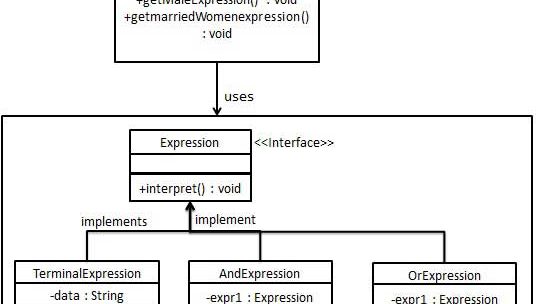 +getMaleExpression() : void
+getmarriedWomenexpression()
: void
uses
Expression
<<Interface>>
+interpret() : void
implements
implement
TerminalExpression
AndExpression
OrExpression
-data : String
-expr1 : Expression
-expr1 : Expression